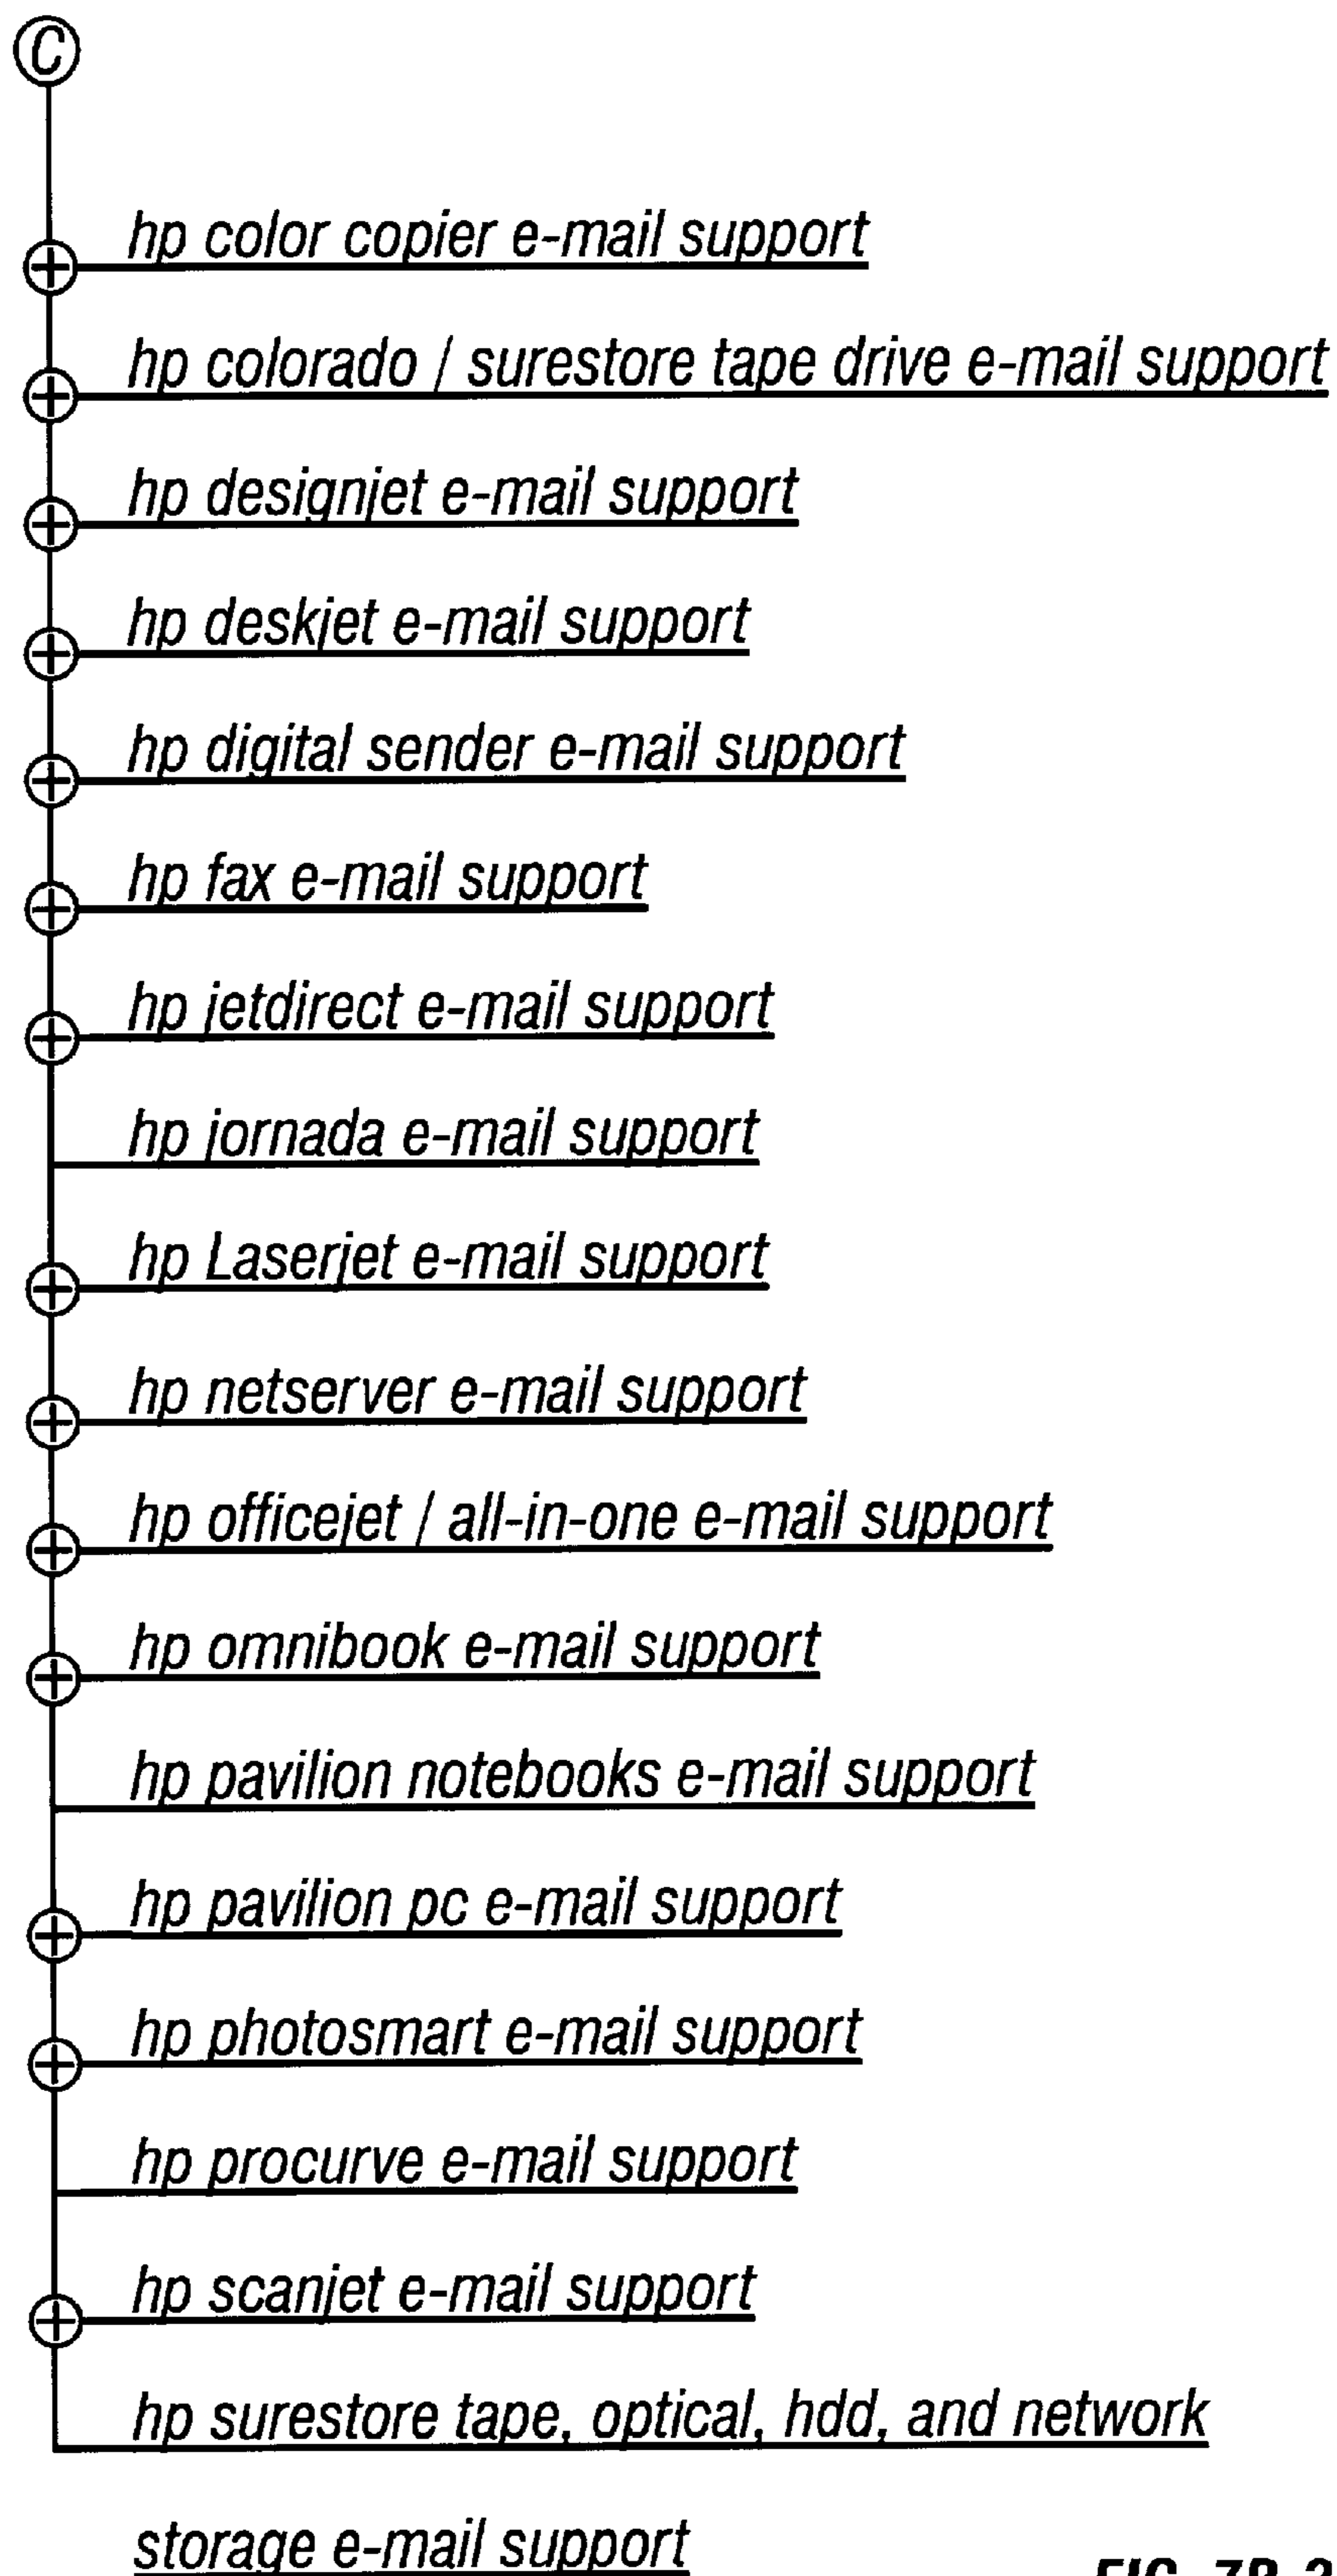 C
hp color copier e-mail support
hp colorado / surestore tape drive e-mail support
hp designjet e-mail support
hp deskjet e-mail support
hp digital sender e-mail support
hp fax e-mail support
hp jetdirect e-mail support
hp jornada e-mail support
hp Laserjet e-mail support
hp netserver e-mail support
hp officejet / all-in-one e-mail support
hp omnibook e-mail support
hp pavilion notebooks e-mail support
hp pavilion pc e-mail support
hp photosmart e-mail support
hp procurve e-mail support
hp scanjet e-mail support
hp surestore tape, optical, hdd, and network
storage e-mail support
FIG.